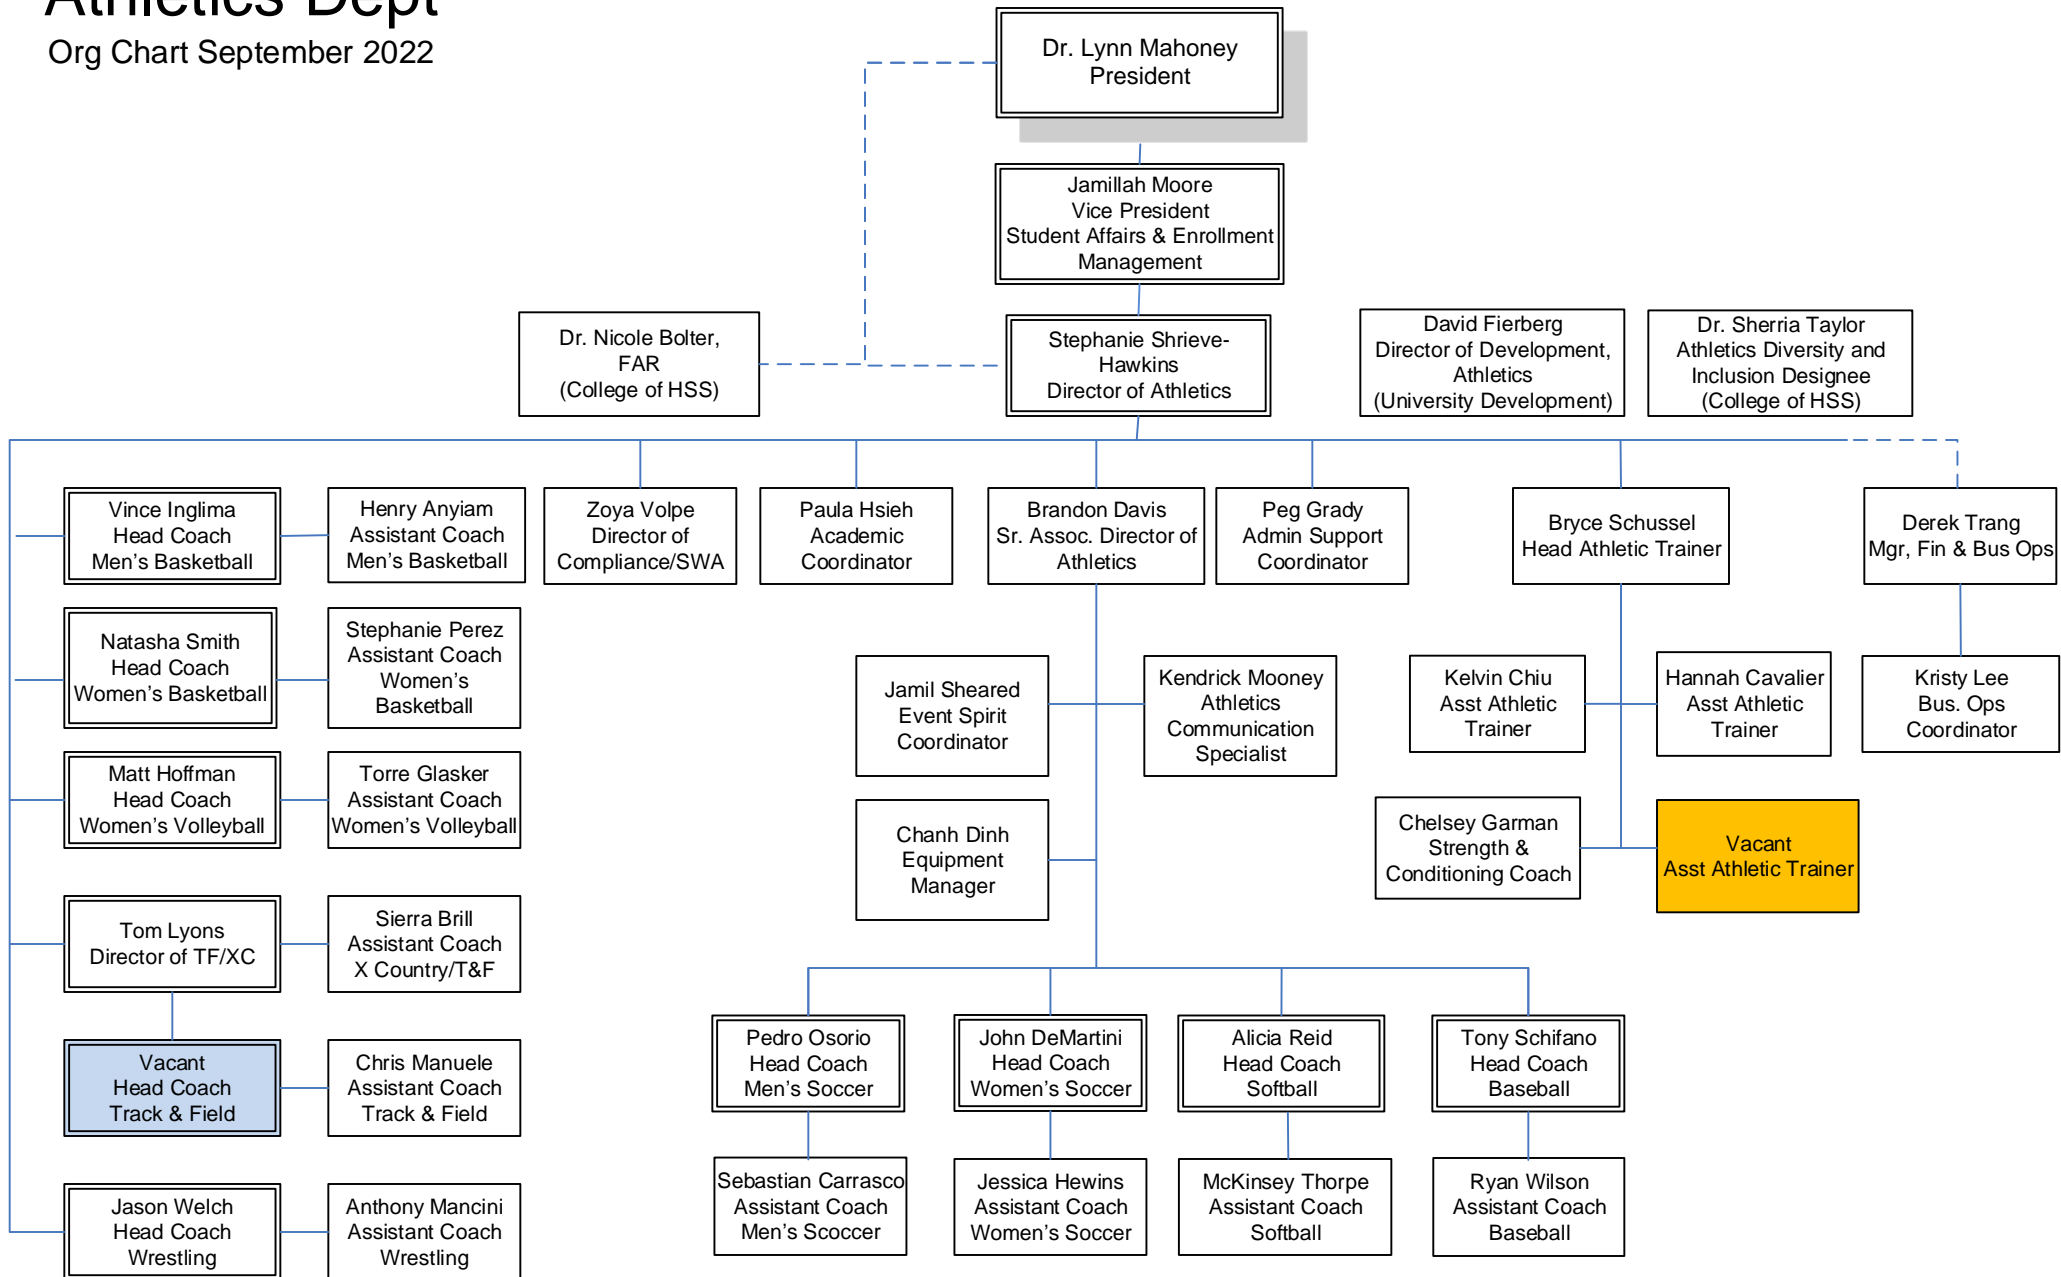 Athletics Dept
Org Chart September 2022
Dr. Lynn Mahoney
President
Jamillah Moore
Vice President
Student Affairs & Enrollment
Management
Dr. Nicole Bolter,
FAR
(College of HSS)
Stephanie Shrieve-
Hawkins
Director of Athletics
David Fierberg
Director of Development,
Athletics
(University Development)
Dr. Sherria Taylor
Athletics Diversity and
Inclusion Designee
(College of HSS)
Vince Inglima
Head Coach
Men's Basketball
Henry Anyiam
Assistant Coach
Men's Basketball
Zoya Volpe
Director of
Compliance/SWA
Paula Hsieh
Academic
Coordinator
Brandon Davis
Sr. Assoc. Director of
Athletics
Peg Grady
Admin Support
Coordinator
Bryce Schussel
Head Athletic Trainer
Derek Trang
Mgr, Fin & Bus Ops
Natasha Smith
Head Coach
Women's Basketball
Stephanie Perez
Assistant Coach
Women's
Basketball
Jamil Sheared
Event Spirit
Coordinator
Kendrick Mooney
Athletics
Communication
Specialist
Kelvin Chiu
Asst Athletic
Trainer
Hannah Cavalier
Asst Athletic
Trainer
Kristy Lee
Bus. Ops
Coordinator
Matt Hoffman
Head Coach
Women's Volleyball
Torre Glasker
Assistant Coach
Women's Volleyball
Chanh Dinh
Equipment
Manager
Chelsey Garman
Strength &
Conditioning Coach
Vacant
Asst Athletic Trainer
Tom Lyons
Director of TF/XC
Sierra Brill
Assistant Coach
X Country/T&F
Vacant
Head Coach
Track & Field
Chris Manuele
Assistant Coach
Track & Field
Pedro Osorio
Head Coach
Men's Soccer
John DeMartini
Head Coach
Women's Soccer
Alicia Reid
Head Coach
Softball
Tony Schifano
Head Coach
Baseball
Jason Welch
Head Coach
Wrestling
Anthony Mancini
Assistant Coach
Wrestling
Sebastian Carrasco
Assistant Coach
Men's Scoccer
Jessica Hewins
Assistant Coach
Women's Soccer
McKinsey Thorpe
Assistant Coach
Softball
Ryan Wilson
Assistant Coach
Baseball